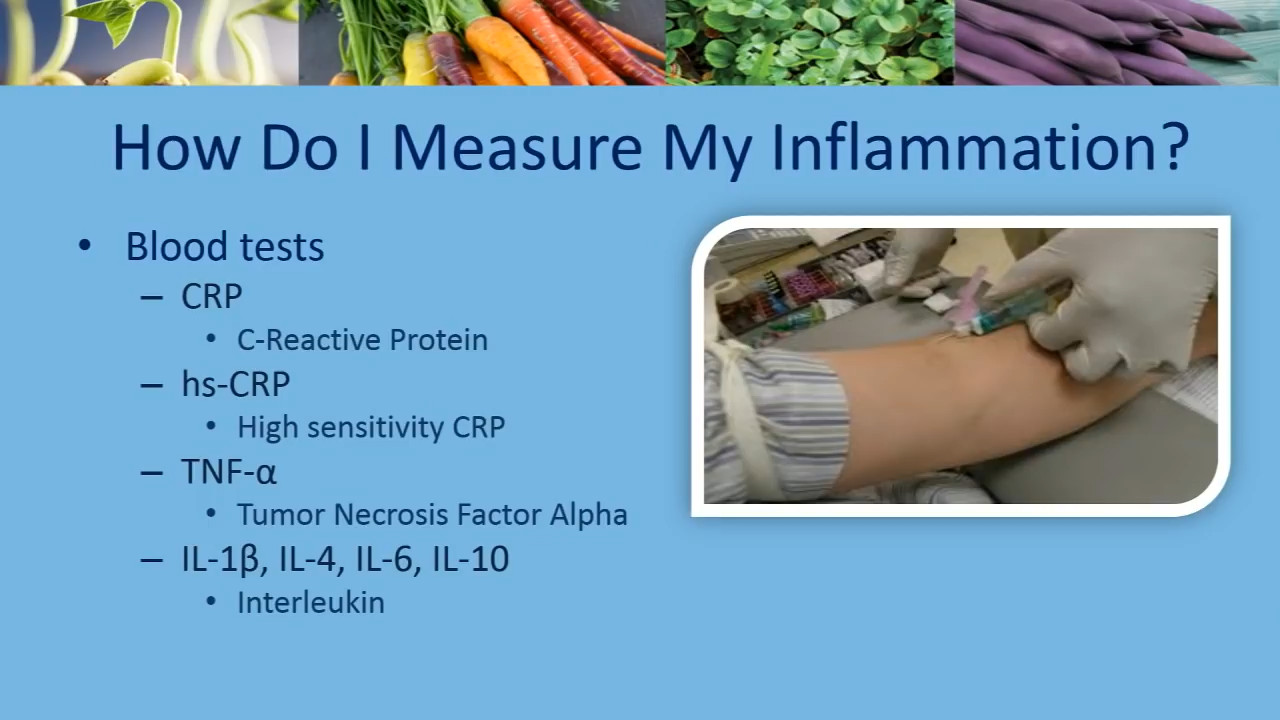 How Do I Measure My Inflammation?
• Blood tests
– CRP
• C-Reactive Protein
– hs-CRP
• High sensitivity CRP
– TNF-α
• Tumor Necrosis Factor Alpha
– IL-1β, IL-4, IL-6, IL-10
• Interleukin